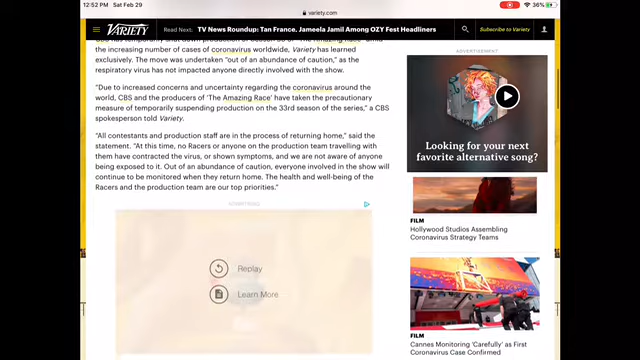 12:52 PM Sat Feb 29
36%
variety.com
VARIETY
Read Next: TV News Roundup: Tan France, Jameela Jamil Among OZY Fest Headliners
Subscribe to Variety
the increasing number of cases of coronavirus worldwide, Variety has learned
exclusively. The move was undertaken "out of an abundance of caution," as
the respiratory virus has not impacted anyone directly involved with the show.
"Due to increased concerns and uncertainty regarding the coronavirus around the
world, CBS and the producers of 'The Amazing Race' have taken the precautionary
measure of temporarily suspending production on the 33rd season of the series," a CBS
spokesperson told Variety.
"All contestants and production staff are in the process of returning home," said the
statement. "At this time, no Racers or anyone on the production team travelling with
them have contracted the virus, or shown symptoms, and we are not aware of anyone
being exposed to it. Out of an abundance of caution, everyone involved in the show will
continue to be monitored when they return home. The health and well-being of the
Racers and the production team are our top priorities."
ADVERTISING
Replay
Learn More
ADVERTISEMENT
Looking for your next
favorite alternative song?
FILM
Hollywood Studios Assembling
Coronavirus Strategy Teams
FILM
Cannes Monitoring 'Carefully' as First
Coronavirus Case Confirmed